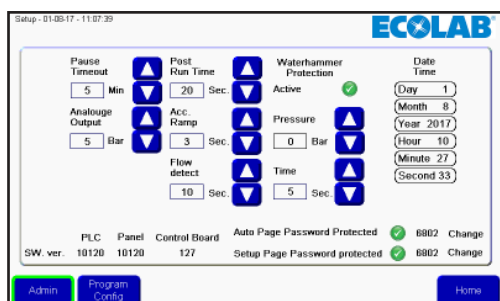 Setup - 01-08-17 - 11:07:39
ECOLAB
Pause Timeout
5 Min
Post Run Time
20 Sec.
Waterhammer Protection
Active
Date Time
Day 1
Month 8
Year 2017
Hour 10
Minute 27
Second 33
Analouge Output
5 Bar
Acc. Ramp
3 Sec.
Pressure
0 Bar
Flow detect
10 Sec.
Time
5 Sec.
Auto Page Password Protected 6802 Change
Setup Page Password protected 6802 Change
PLC Panel Control Board
SW. ver. 10120 10120 127
Admin
Program Config
Home